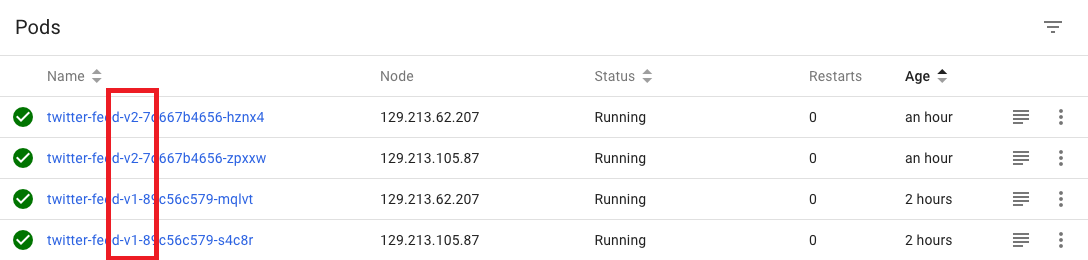 Pods
Name Node Status Restarts Age
twitter-feed-v2-7d667b4656-hznx4 129.213.62.207 Running 0 an hour
twitter-feed-v2-7d667b4656-zpxxw 129.213.105.87 Running 0 an hour
twitter-feed-v1-89c56c579-mqlvt 129.213.62.207 Running 0 2 hours
twitter-feed-v1-89c56c579-s4c8r 129.213.105.87 Running 0 2 hours